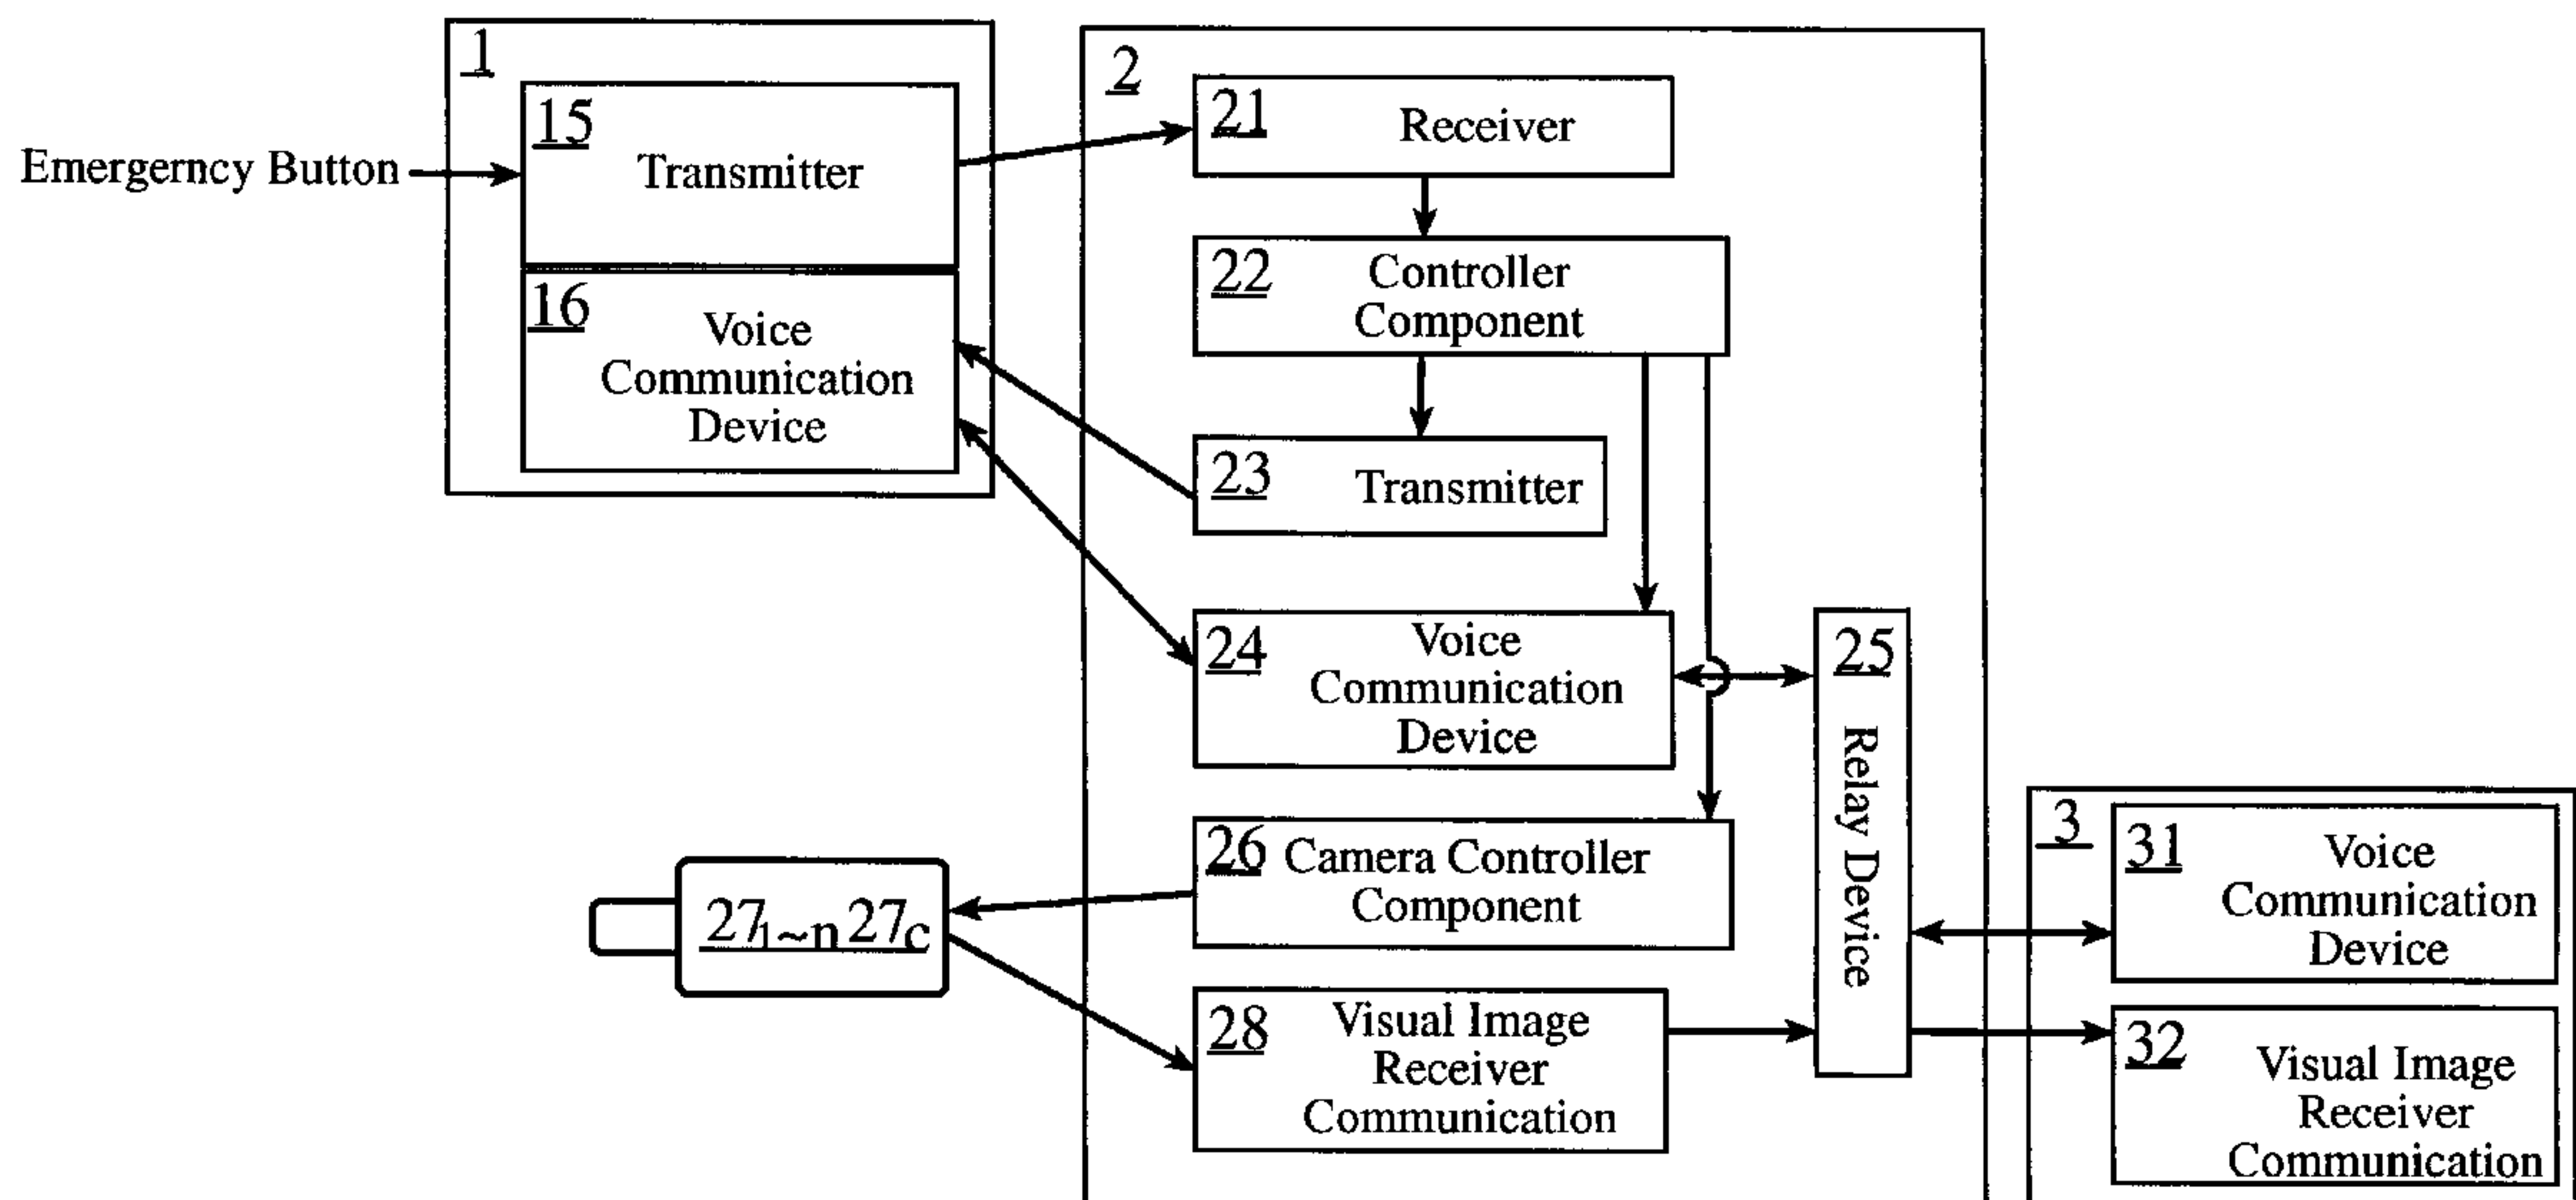 1
15
Transmitter
Emergerncy Button
16
Voice
Communication
Device
2
21 Receiver
22 Controller
Component
23 Transmitter
24 Voice
Communication
Device
25
Relay Device
26 Camera Controller
Component
27₁~n 27c
28 Visual Image
Receiver
Communication
3
31 Voice
Communication
Device
32 Visual Image
Receiver
Communication